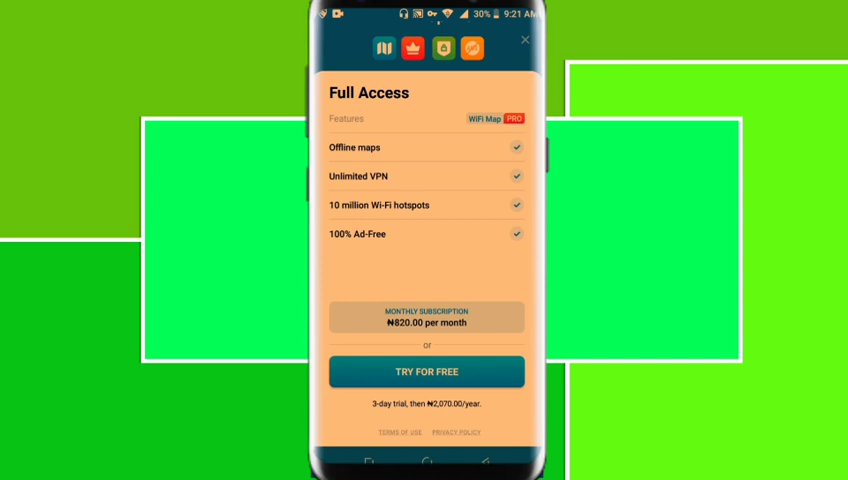 30% 9:21 AM
Full Access
Features WiFi Map PRO
Offline maps
Unlimited VPN
10 million Wi-Fi hotspots
100% Ad-Free
MONTHLY SUBSCRIPTION
₦820.00 per month
or
TRY FOR FREE
3-day trial, then ₦2,070.00/year.
TERMS OF USE PRIVACY POLICY